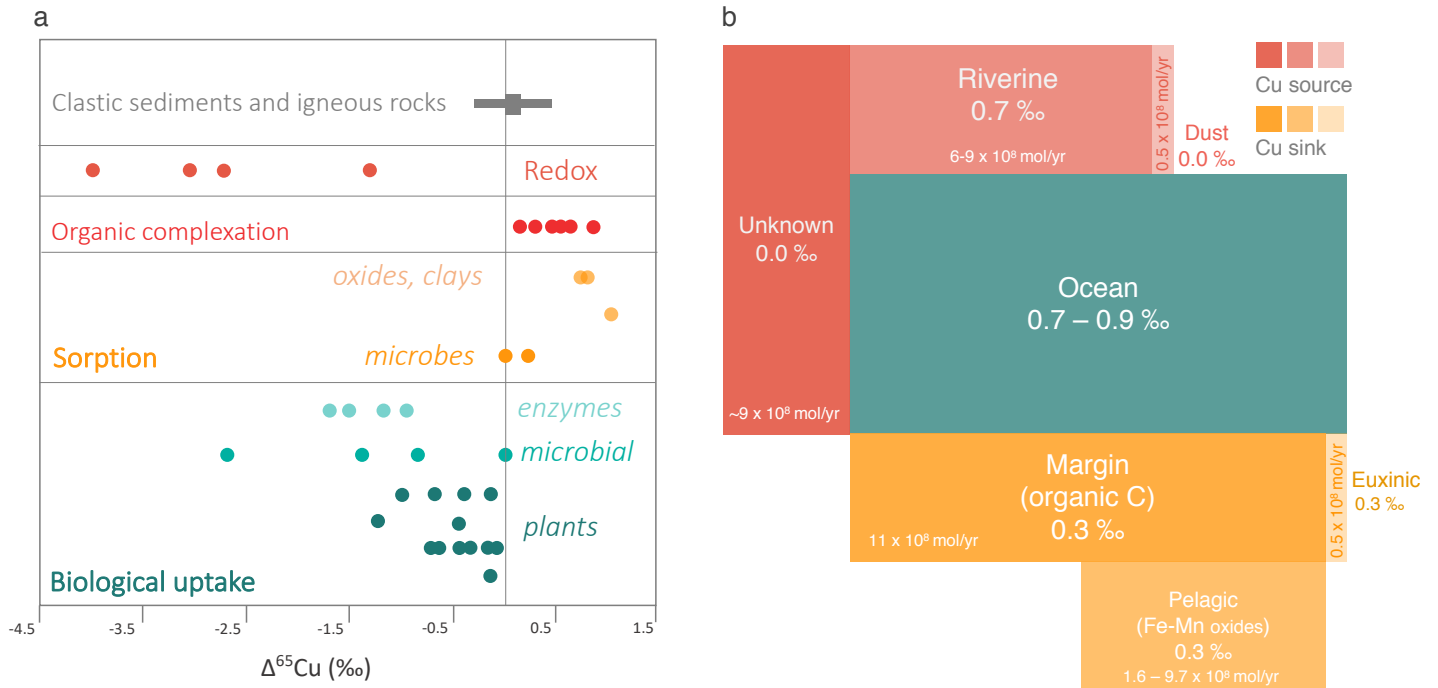 a
Clastic sediments and igneous rocks
Redox
Organic complexation
oxides, clays
Sorption
microbes
enzymes
microbial
plants
Biological uptake
-4.5
-3.5
-2.5
-1.5
-0.5
0.5
1.5
Δ⁶⁵Cu (‰)
b
Riverine
0.7 ‰
6-9 x 10⁸ mol/yr
0.5 x 10⁸ mol/yr
Dust
0.0 ‰
Cu source
Cu sink
Unknown
0.0 ‰
~9 x 10⁸ mol/yr
Ocean
0.7 – 0.9 ‰
Margin
(organic C)
0.3 ‰
11 x 10⁸ mol/yr
0.5 x 10⁸ mol/yr
Euxinic
0.3 ‰
Pelagic
(Fe-Mn oxides)
0.3 ‰
1.6 – 9.7 x 10⁸ mol/yr